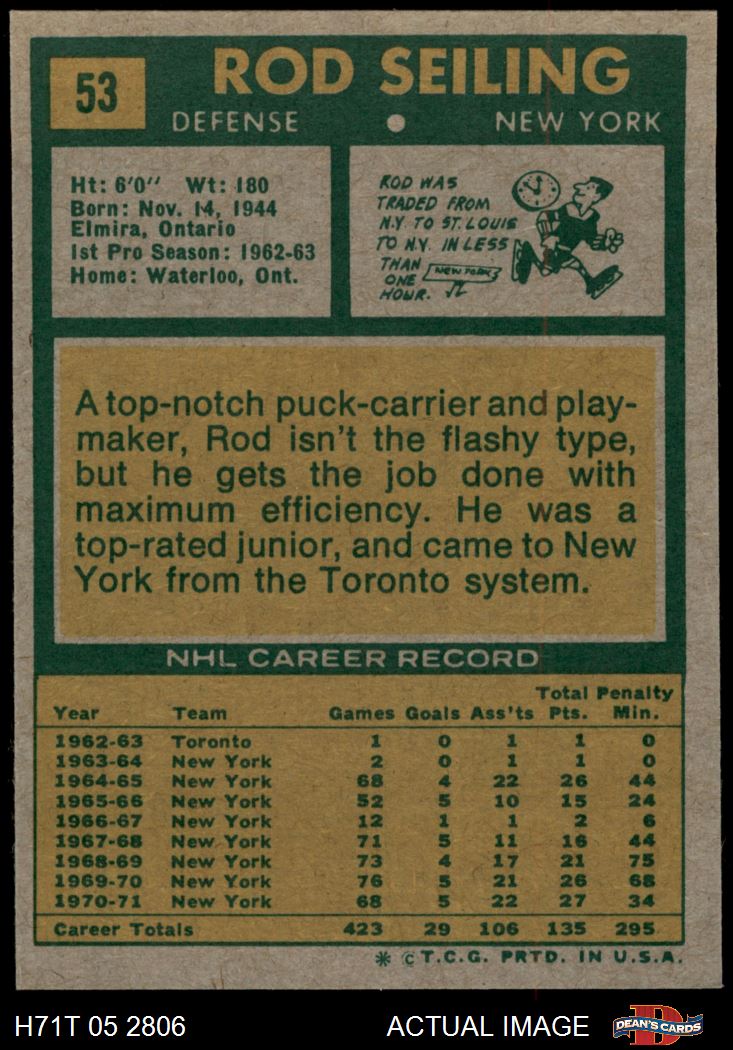 53
ROD SEILING
DEFENSE • NEW YORK
Ht: 6'0'' Wt: 180
Born: Nov. 14, 1944
Elmira, Ontario
1st Pro Season: 1962-63
Home: Waterloo, Ont.
ROD WAS
TRADED FROM
N.Y. TO ST. LOUIS
TO N.Y. IN LESS
THAN
ONE
HOUR.
NEW YORK
A top-notch puck-carrier and play-
maker, Rod isn't the flashy type,
but he gets the job done with
maximum efficiency. He was a
top-rated junior, and came to New
York from the Toronto system.
NHL CAREER RECORD
Total Penalty
Year Team Games Goals Ass'ts Pts. Min.
1962-63 Toronto 1 0 1 1 0
1963-64 New York 2 0 1 1 0
1964-65 New York 68 4 22 26 44
1965-66 New York 52 5 10 15 24
1966-67 New York 12 1 1 2 6
1967-68 New York 71 5 11 16 44
1968-69 New York 73 4 17 21 75
1969-70 New York 76 5 21 26 68
1970-71 New York 68 5 22 27 34
Career Totals 423 29 106 135 295
* © T.C.G. PRTD. IN U.S.A.
H71T 05 2806 ACTUAL IMAGE DEAN'S CARDS